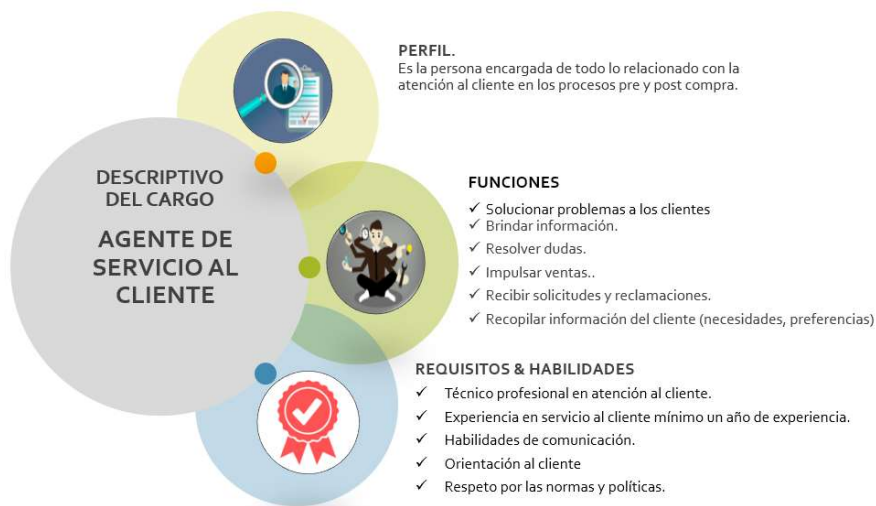 DESCRIPTIVO
DEL CARGO
AGENTE DE
SERVICIO AL
CLIENTE
PERFIL.
Es la persona encargada de todo lo relacionado con la
atención al cliente en los procesos pre y post compra.
FUNCIONES
✓ Solucionar problemas a los clientes
✓ Brindar información.
✓ Resolver dudas.
✓ Impulsar ventas..
✓ Recibir solicitudes y reclamaciones.
✓ Recopilar información del cliente (necesidades, preferencias)
REQUISITOS & HABILIDADES
✓ Técnico profesional en atención al cliente.
✓ Experiencia en servicio al cliente mínimo un año de experiencia.
✓ Habilidades de comunicación.
✓ Orientación al cliente
✓ Respeto por las normas y políticas.